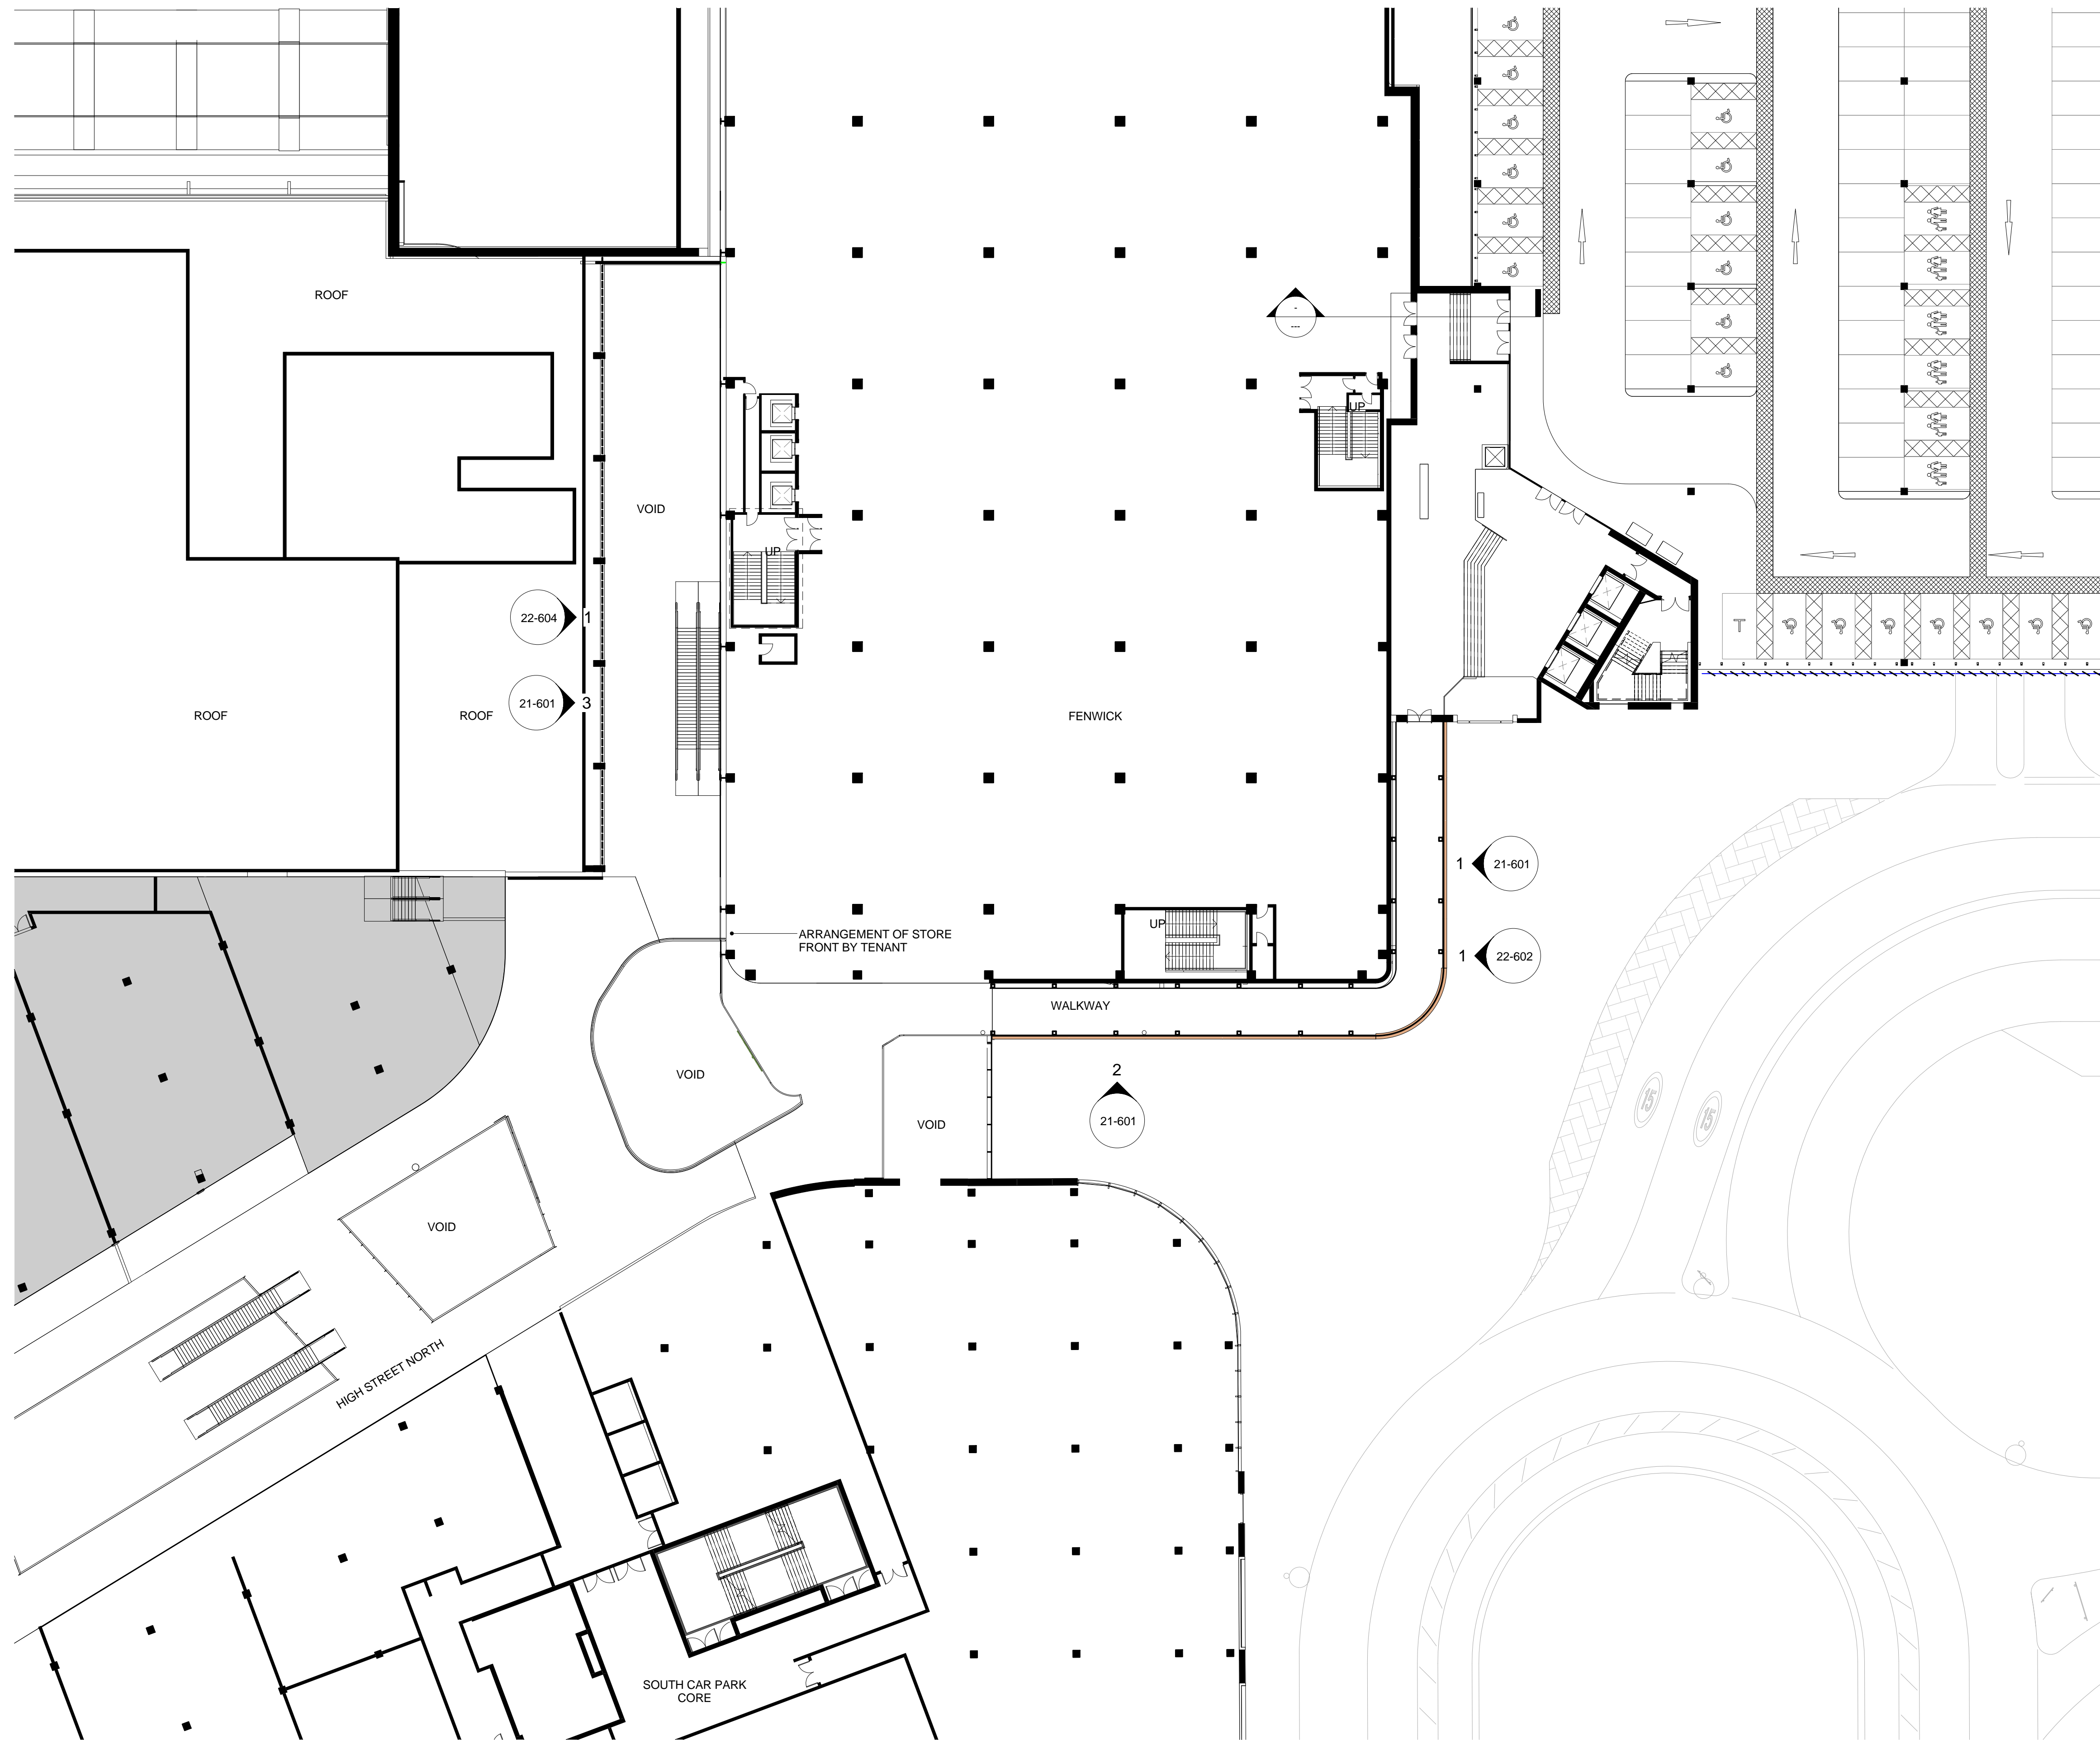 ROOF
-
---
UP
VOID
UP
22-604
1
21-601
3
ROOF
ROOF
FENWICK
T
1
21-601
UP
ARRANGEMENT OF STORE
FRONT BY TENANT
1
22-602
WALKWAY
VOID
2
21-601
VOID
VOID
HIGH STREET NORTH
15
15
SOUTH CAR PARK
CORE